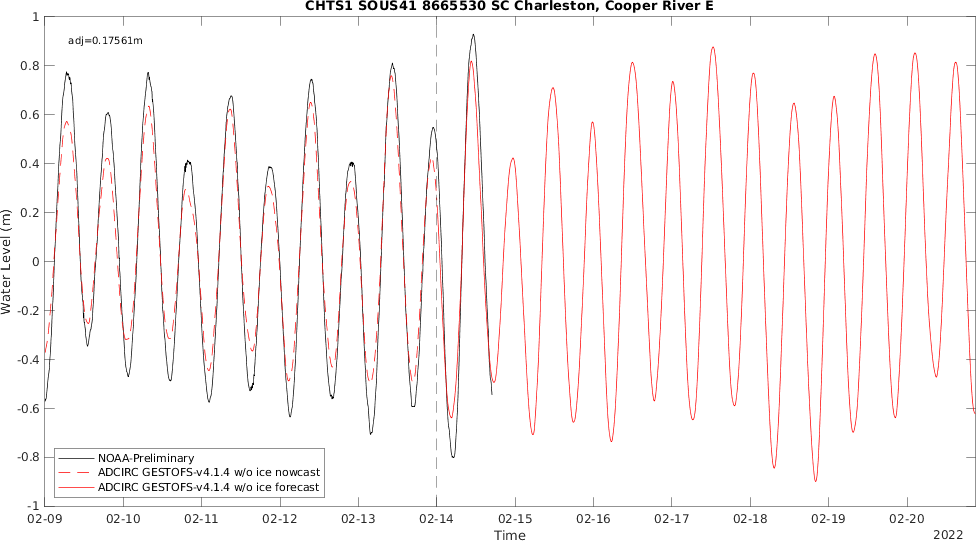 CHTS1 SOUS41 8665530 SC Charleston, Cooper River E
adj=0.17561m
1
0.8
0.6
0.4
0.2
0
-0.2
-0.4
-0.6
-0.8
-1
Water Level (m)
NOAA-Preliminary
ADCIRC GESTOFS-v4.1.4 w/o ice nowcast
ADCIRC GESTOFS-v4.1.4 w/o ice forecast
02-09 02-10 02-11 02-12 02-13 02-14 02-15 02-16 02-17 02-18 02-19 02-20
Time
2022